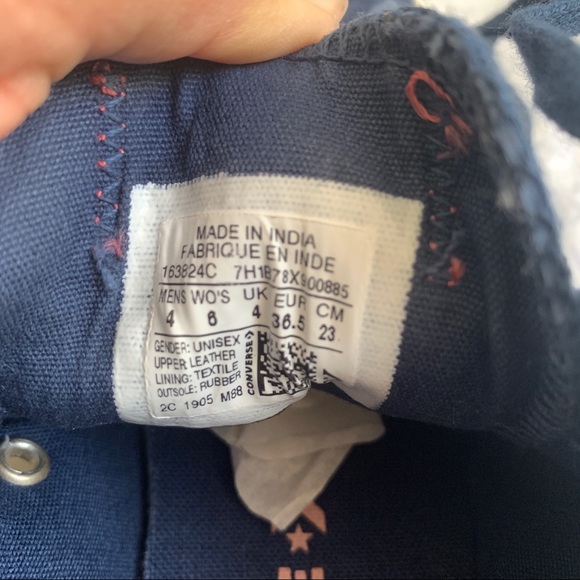 MADE IN INDIA
FABRIQUE EN INDE
163824C 7H1B78X900885
MENS WO'S UK EUR CM
4 6 4 36.5 23
GENDER: UNISEX
UPPER LEATHER
LINING: TEXTILE
OUTSOLE: RUBBER
2C 1905 M88
CONVERSE